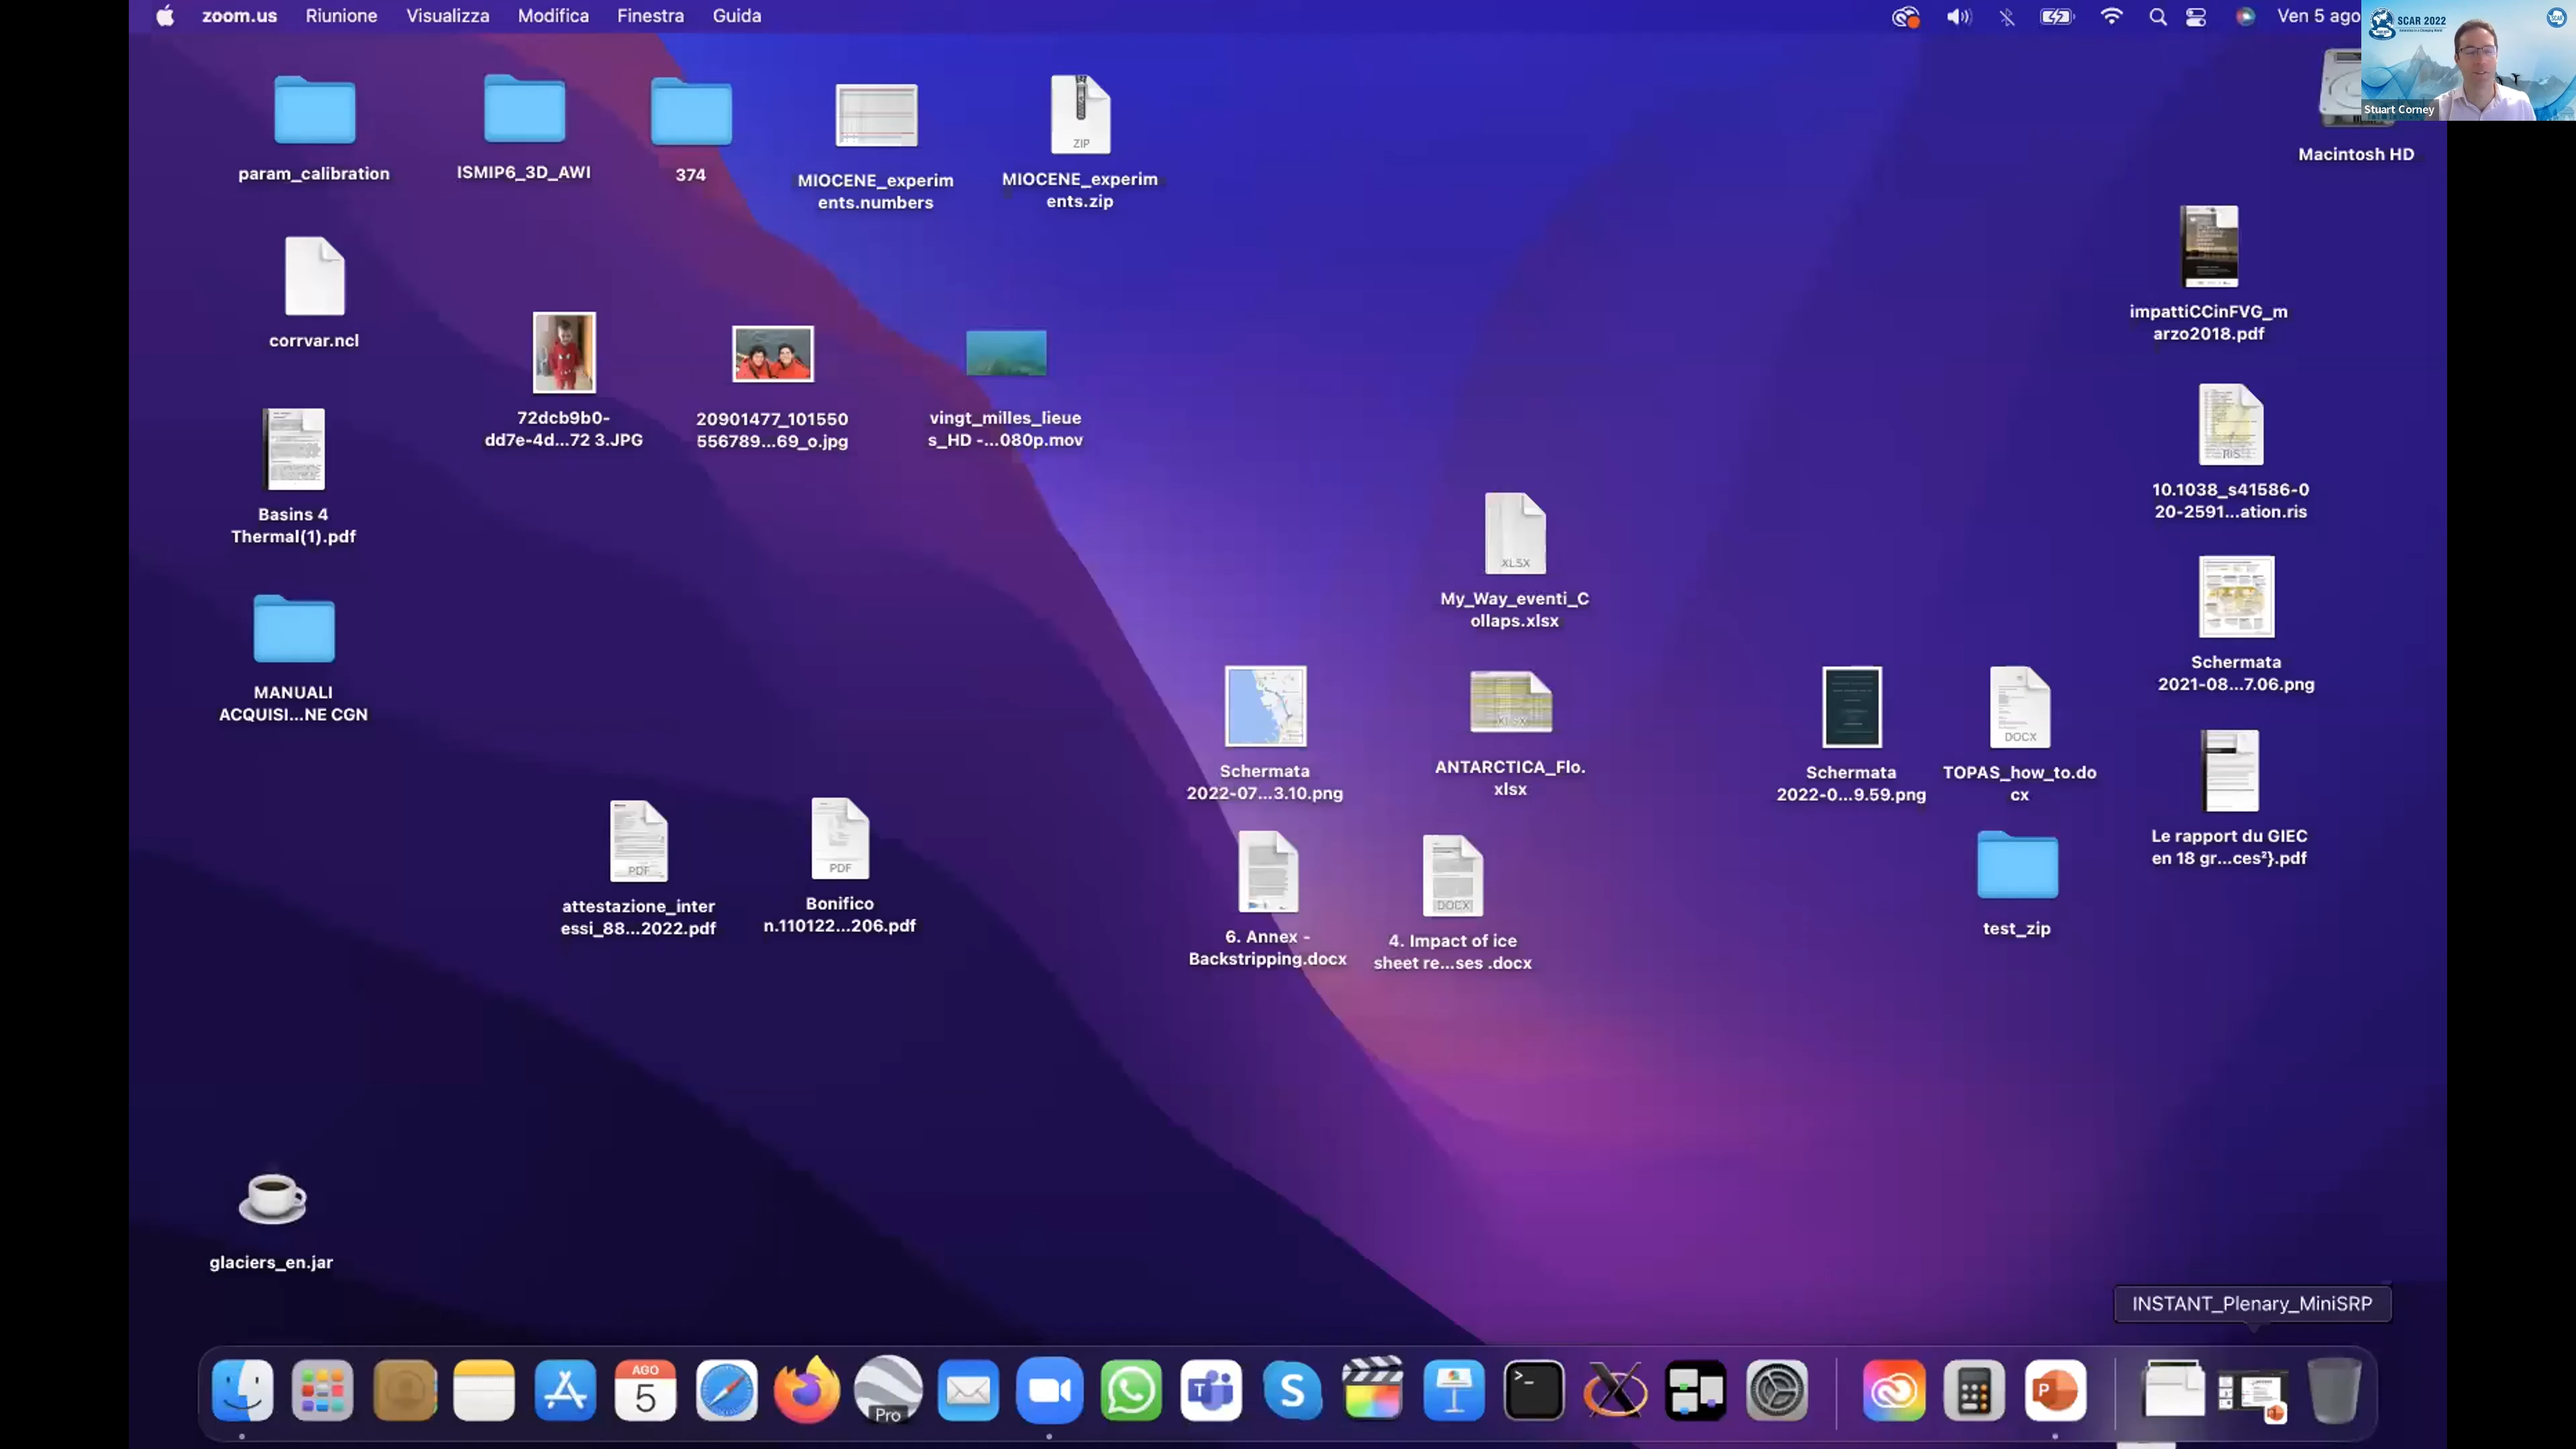 zoom.us Riunione Visualizza Modifica Finestra Guida
Ven 5 ago
SCAR 2022
Stuart Corney
Macintosh HD
param_calibration
ISMIP6_3D_AWI
374
MIOCENE_experim
ents.numbers
ZIP
MIOCENE_experim
ents.zip
corrvar.ncl
impattiCCinFVG_m
arzo2018.pdf
72dcb9b0-
dd7e-4d...72 3.JPG
20901477_101550
556789...69_o.jpg
vingt_milles_lieue
s_HD -...080p.mov
Basins 4
Thermal(1).pdf
RIS
10.1038_s41586-0
20-2591...ation.ris
XLSX
My_Way_eventi_C
ollaps.xlsx
MANUALI
ACQUISI...NE CGN
Schermata
2021-08...7.06.png
Schermata
2022-07...3.10.png
XLSX
ANTARCTICA_Flo.
xlsx
Schermata
2022-0...9.59.png
DOCX
TOPAS_how_to.do
cx
Le rapport du GIEC
en 18 gr...ces²}.pdf
PDF
attestazione_inter
essi_88...2022.pdf
PDF
Bonifico
n.110122...206.pdf
6. Annex -
Backstripping.docx
DOCX
4. Impact of ice
sheet re...ses .docx
test_zip
glaciers_en.jar
INSTANT_Plenary_MiniSRP
AGO
5
Pro
T
S
>_
X
P